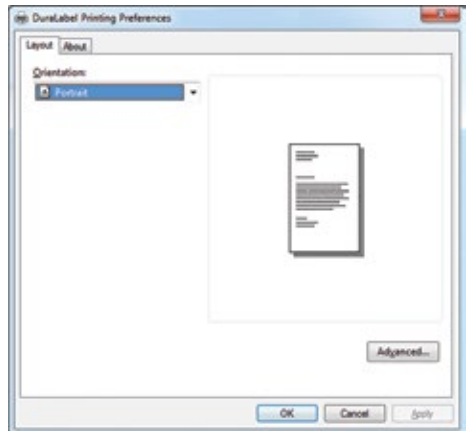 DuraLabel Printing Preferences
Layout About
Orientation:
Portrait
Advanced...
OK Cancel Apply